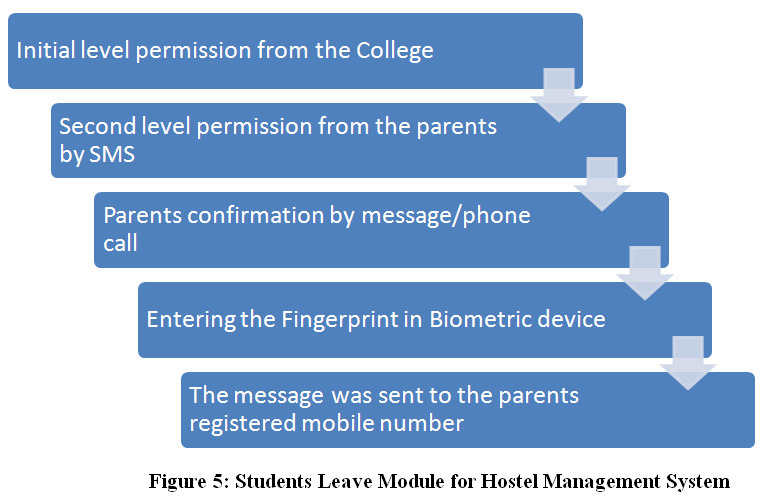 Initial level permission from the College
Second level permission from the parents
by SMS
Parents confirmation by message/phone
call
Entering the Fingerprint in Biometric device
The message was sent to the parents
registered mobile number
Figure 5: Students Leave Module for Hostel Management System